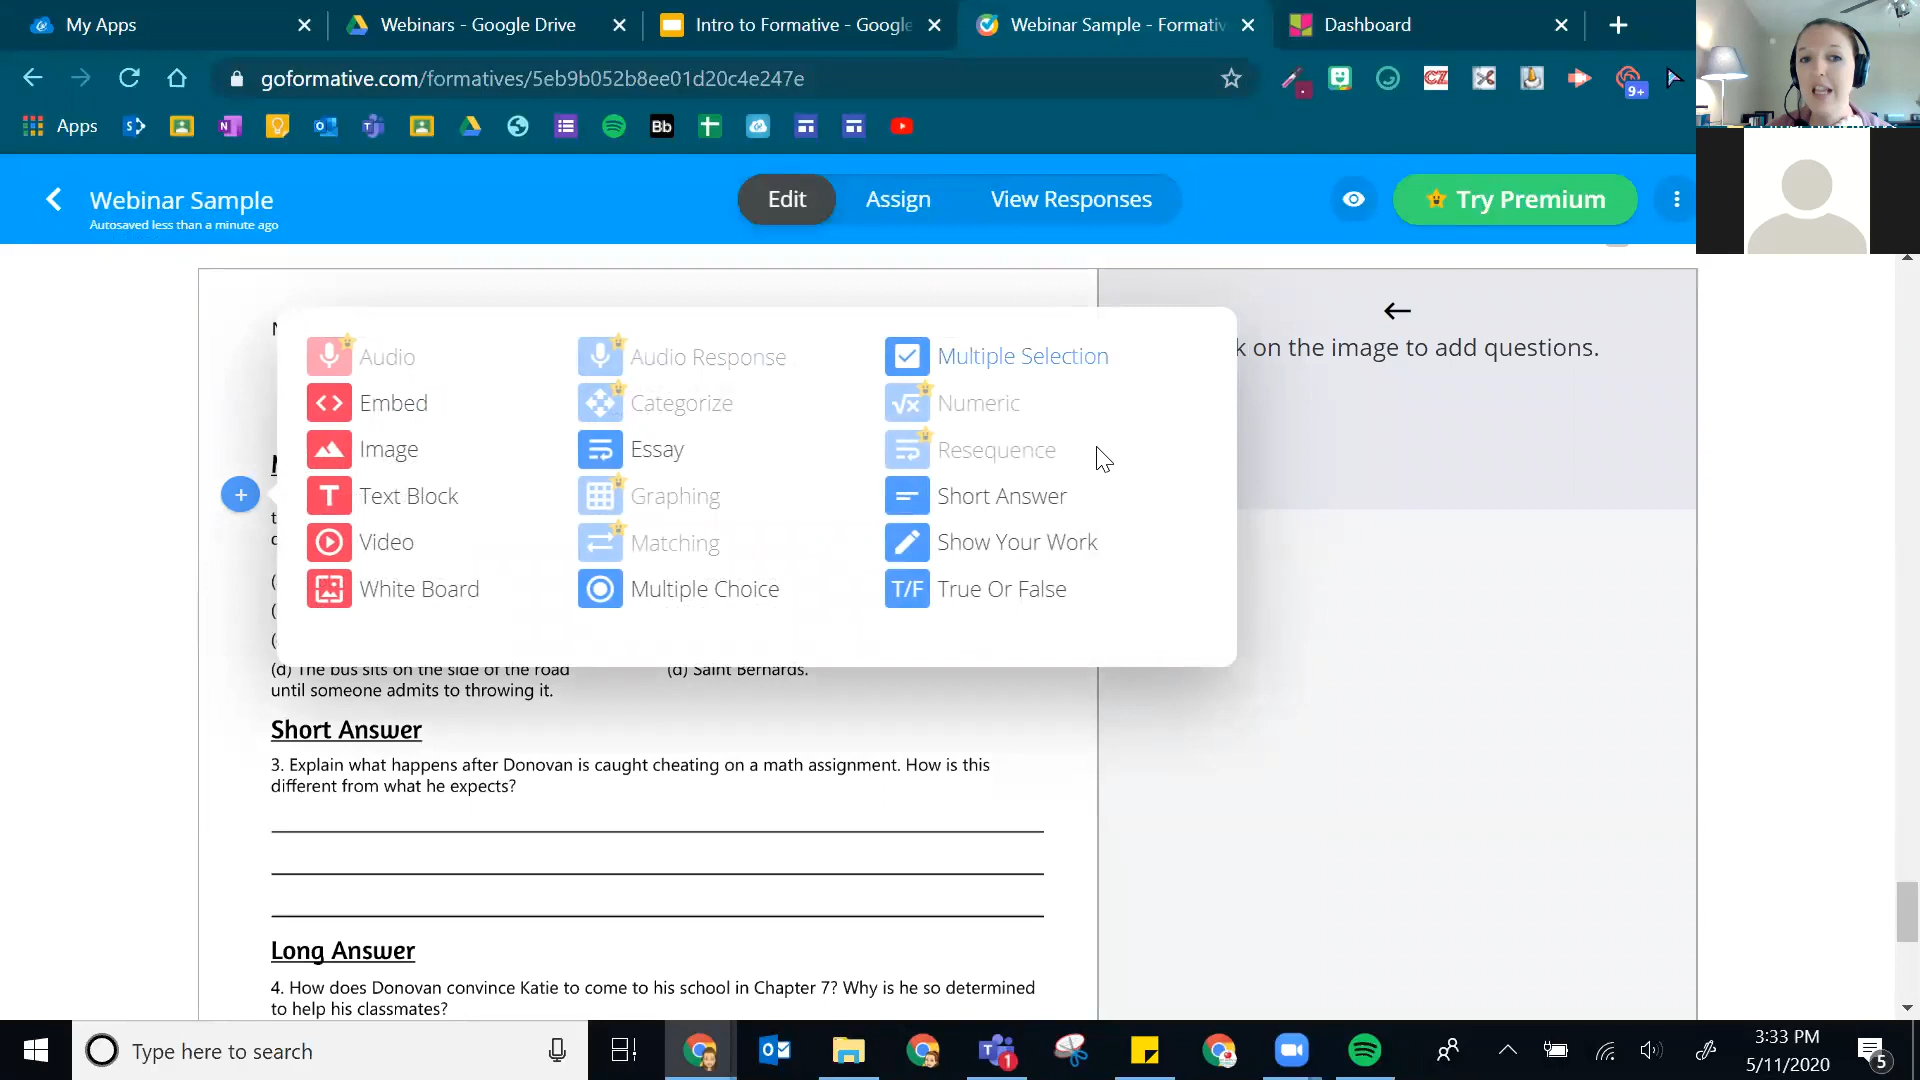 My Apps
Webinars - Google Drive
Intro to Formative - Google
Webinar Sample - Formativ
Dashboard
goformative.com/formatives/5eb9b052b8ee01d20c4e247e
9+
Apps
Bb
Webinar Sample
Autosaved less than a minute ago
Edit
Assign
View Responses
Try Premium
Audio
Audio Response
Multiple Selection
Embed
Categorize
√x Numeric
Image
Essay
Resequence
T Text Block
Graphing
Short Answer
Video
Matching
Show Your Work
White Board
Multiple Choice
T/F True Or False
k on the image to add questions.
(d) The bus sits on the side of the road
until someone admits to throwing it.
(d) Saint Bernards.
Short Answer
3. Explain what happens after Donovan is caught cheating on a math assignment. How is this
different from what he expects?
Long Answer
4. How does Donovan convince Katie to come to his school in Chapter 7? Why is he so determined
to help his classmates?
Type here to search
1
3:33 PM
5/11/2020
5